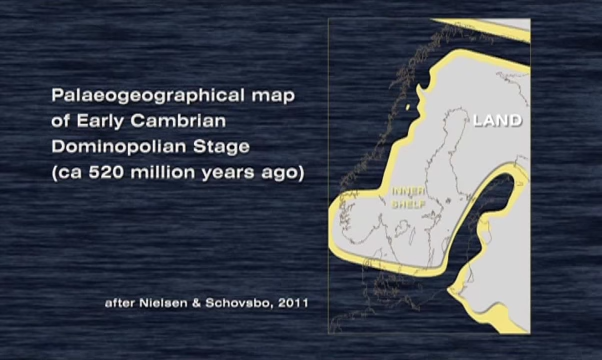 Palaeogeographical map
of Early Cambrian
Dominopolian Stage
(ca 520 million years ago)
LAND
INNER
SHELF
after Nielsen & Schovsbo, 2011